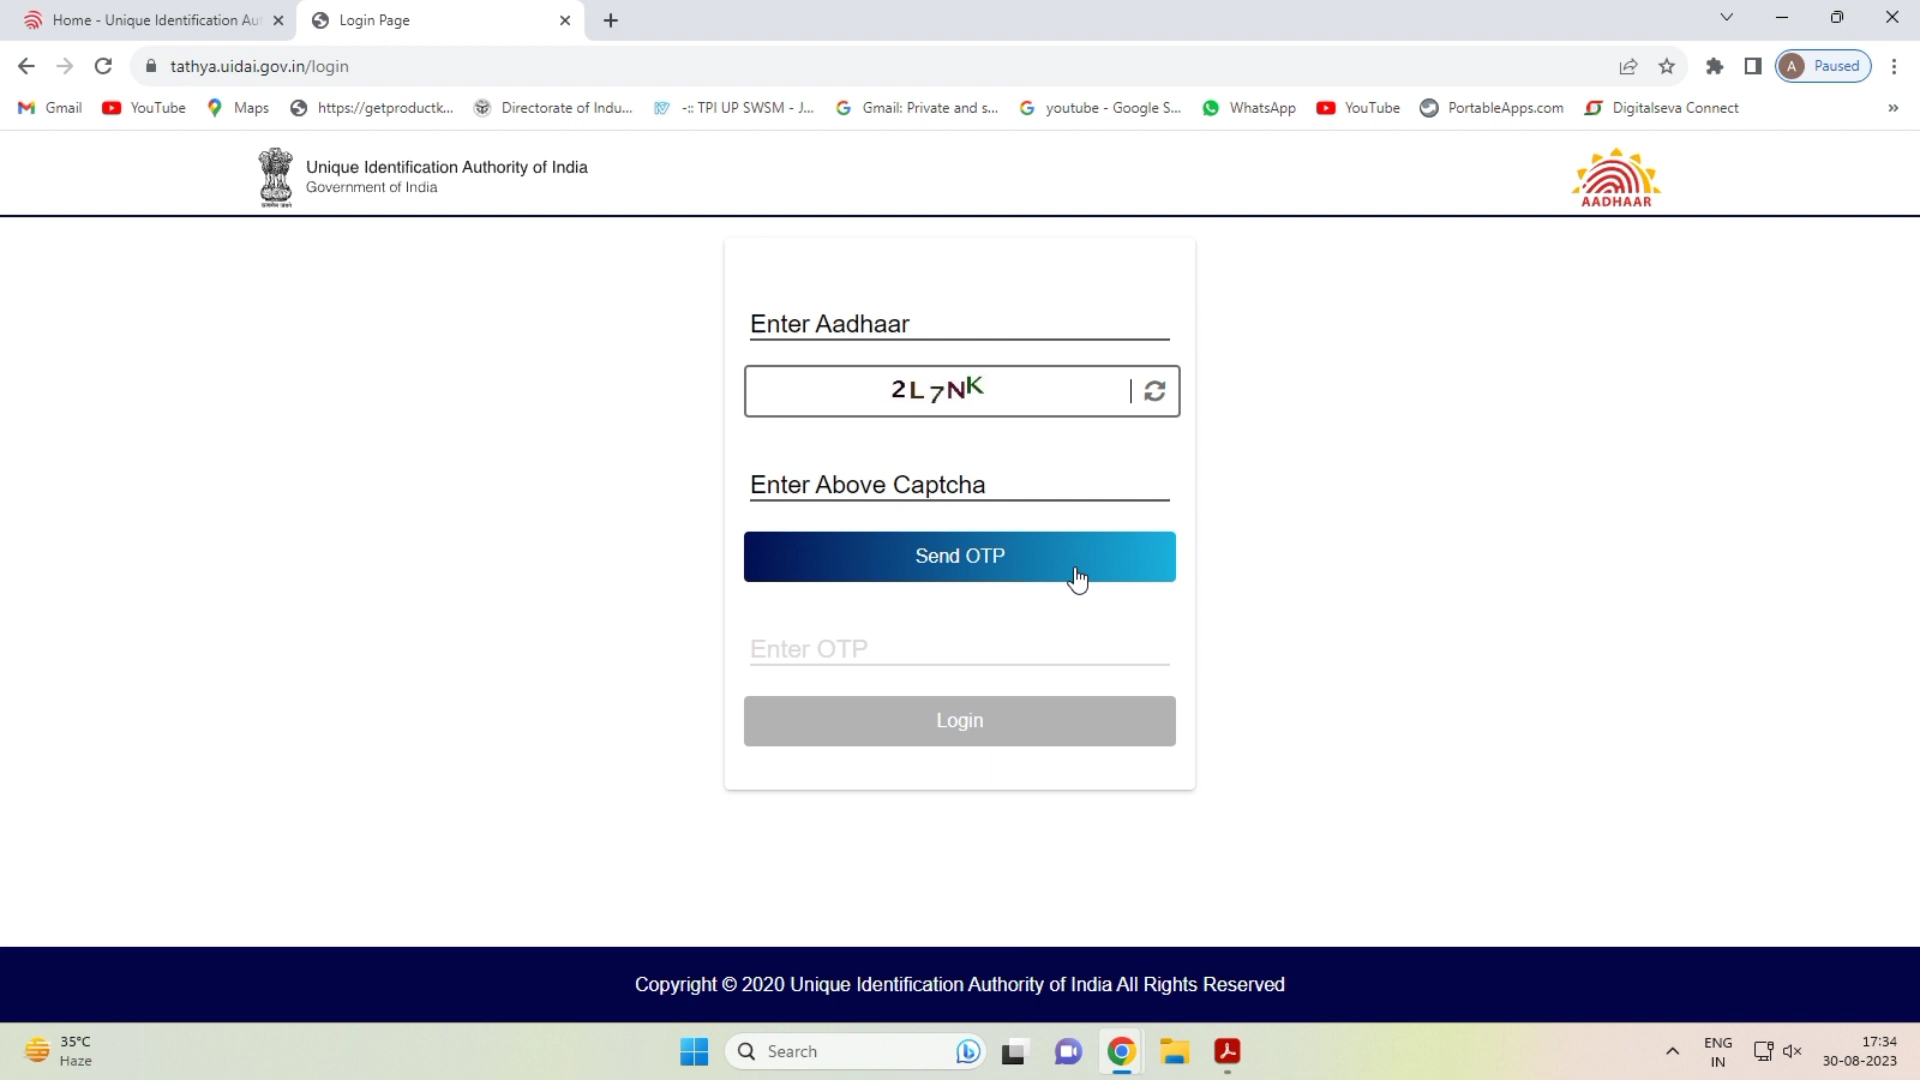 Home - Unique Identification Au
Login Page
tathya.uidai.gov.in/login
A Paused
Gmail YouTube Maps https://getproductk... Directorate of Indu... -:: TPI UP SWSM - J... Gmail: Private and s... youtube - Google S... WhatsApp YouTube PortableApps.com Digitalseva Connect »
Unique Identification Authority of India
Government of India
AADHAAR
Enter Aadhaar
2L7NK
Enter Above Captcha
Send OTP
Enter OTP
Login
Copyright © 2020 Unique Identification Authority of India All Rights Reserved
35°C
Haze
Search
ENG
IN
17:34
30-08-2023